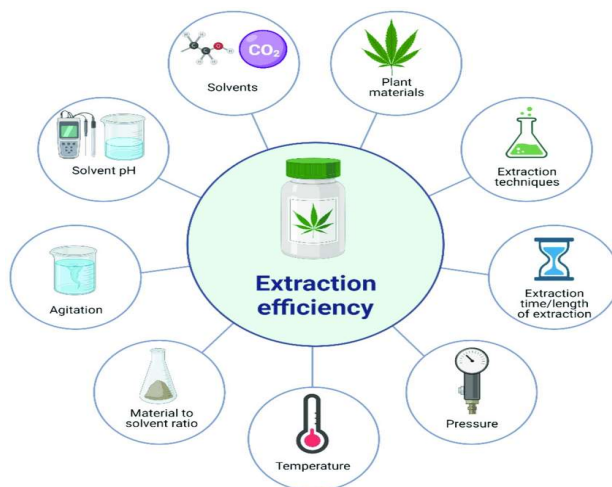 CO₂
Solvents
Plant
materials
Solvent pH
Extraction
techniques
Extraction
efficiency
Agitation
Extraction
time/length
of extraction
Material to
solvent ratio
Pressure
Temperature